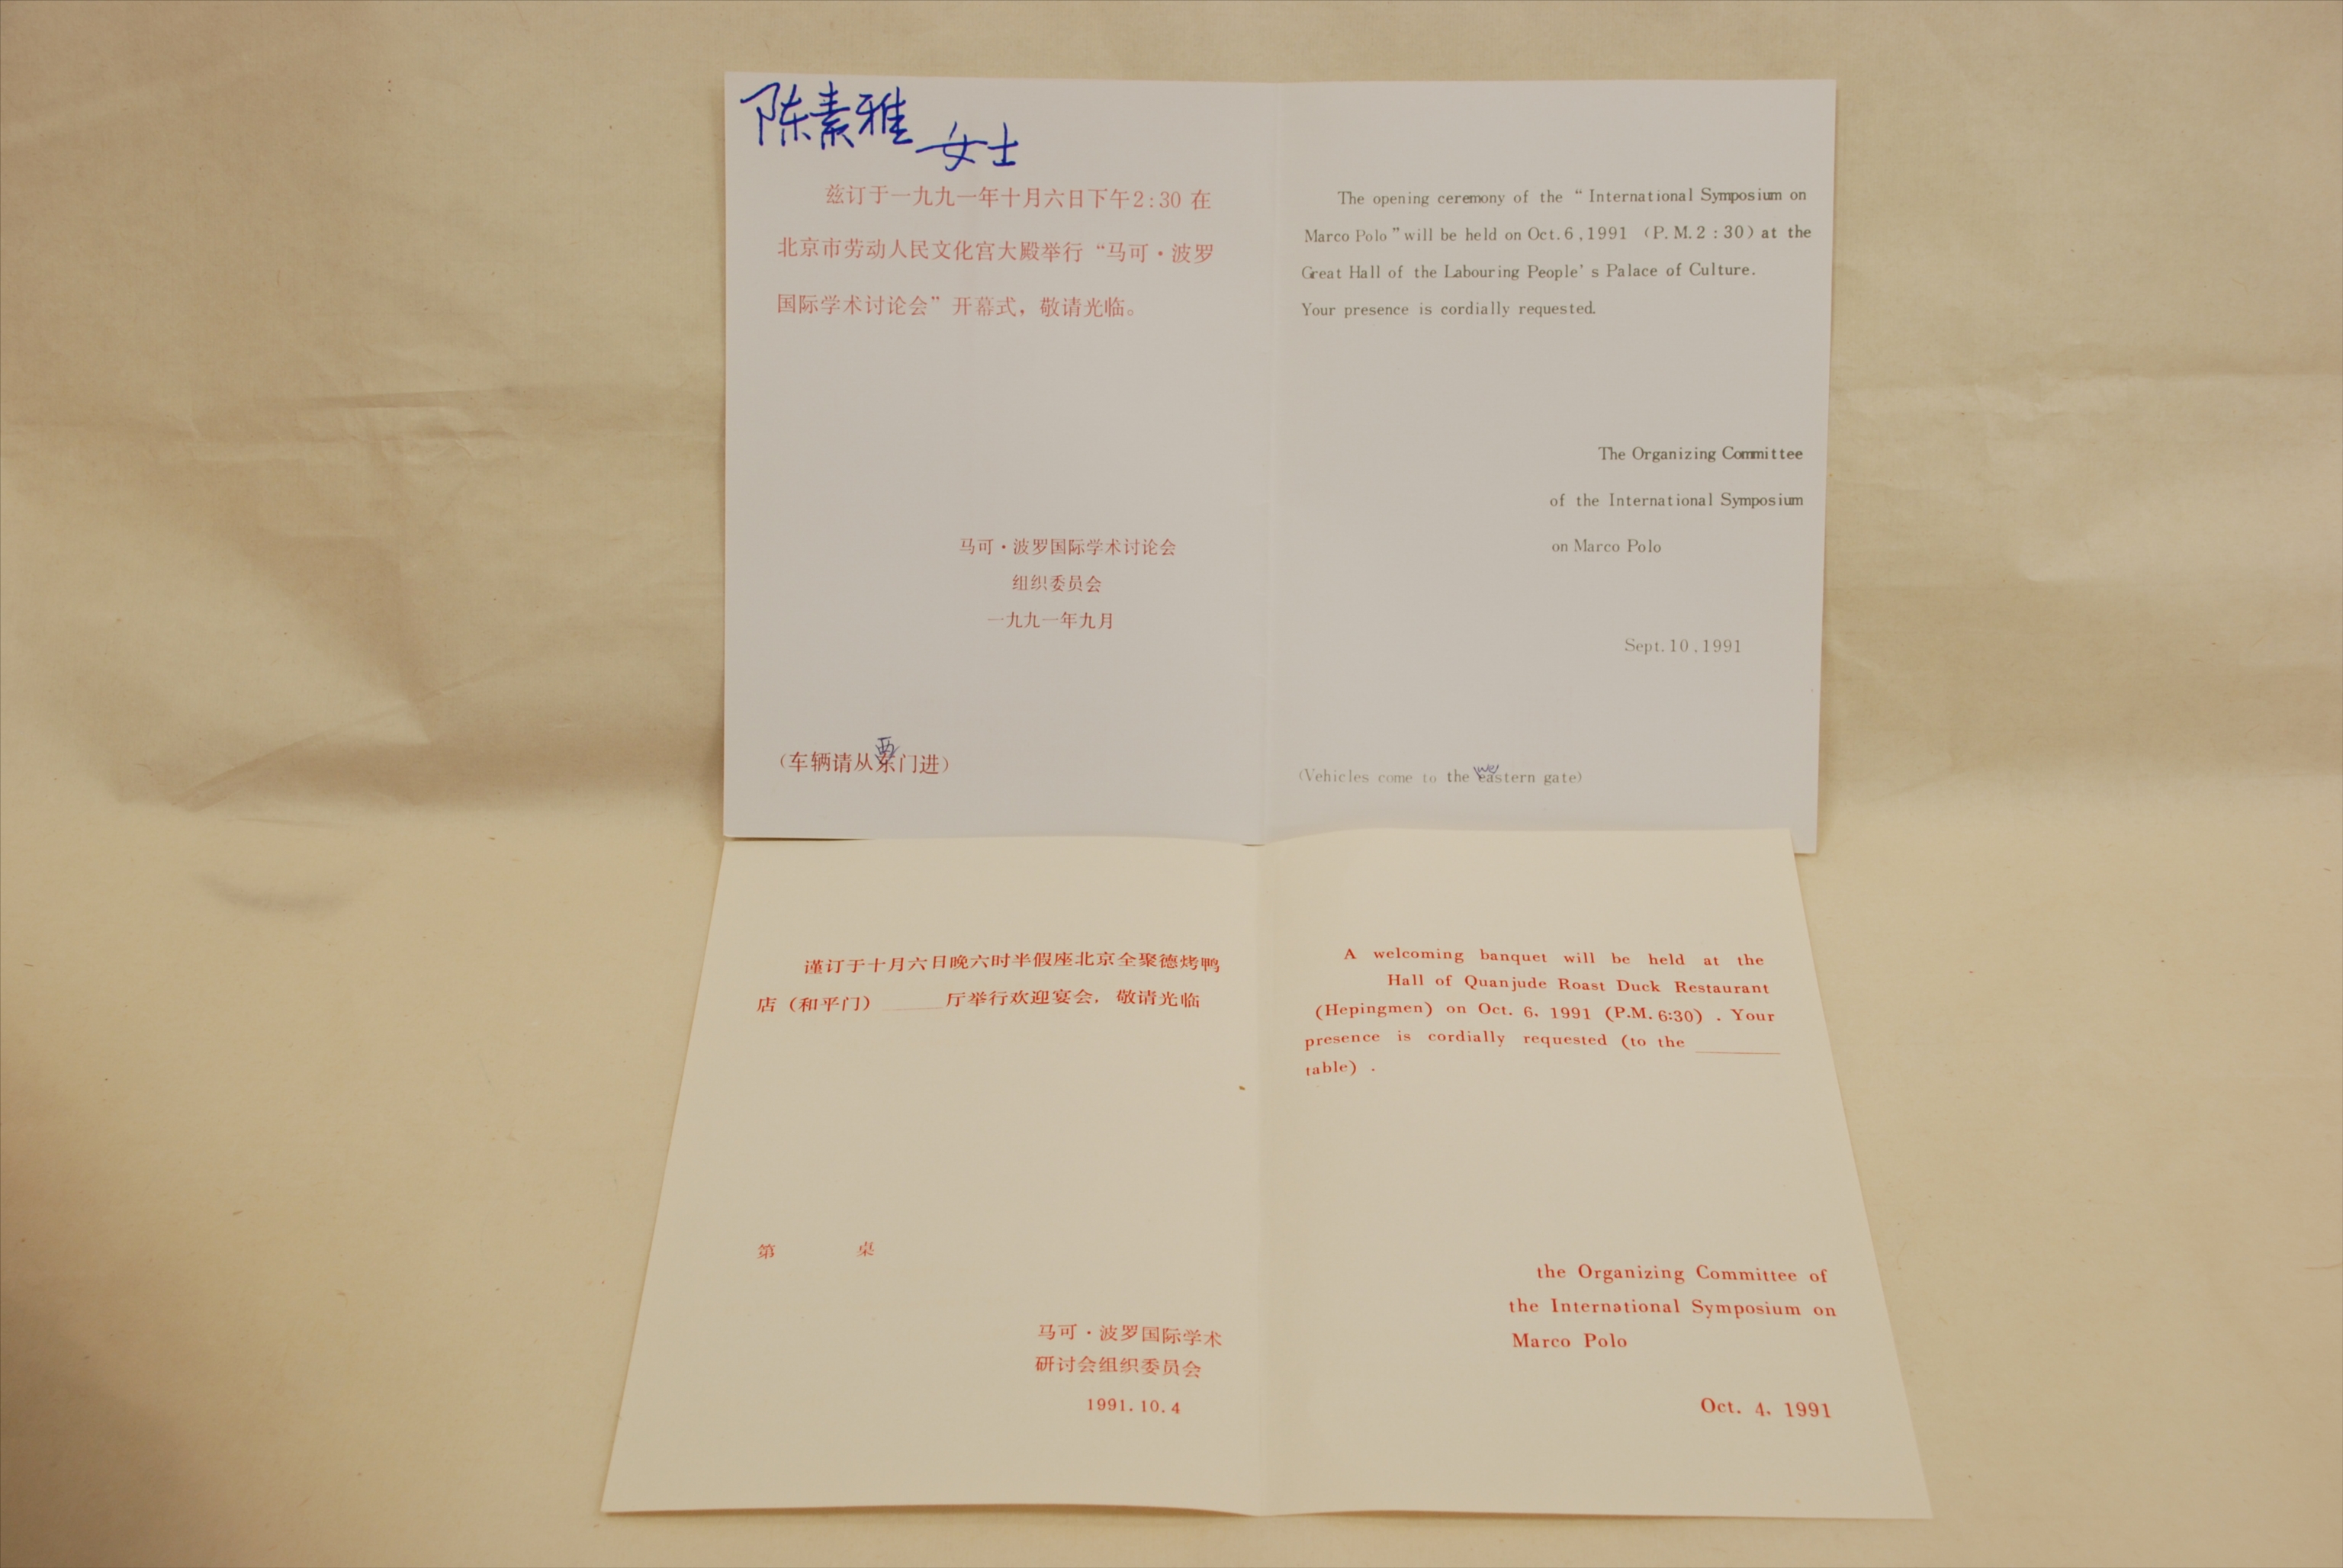 陈素雅 女士
兹订于一九九一年十月六日下午2:30 在
北京市劳动人民文化宫大殿举行“马可·波罗
国际学术讨论会”开幕式，敬请光临。
马可·波罗国际学术讨论会
组织委员会
一九九一年九月
西
（车辆请从东门进）
The opening ceremony of the “ International Symposium on
Marco Polo ” will be held on Oct. 6 , 1991 (P. M. 2 : 30) at the
Great Hall of the Labouring People’ s Palace of Culture.
Your presence is cordially requested.
The Organizing Committee
of the International Symposium
on Marco Polo
Sept. 10 , 1991
we
(Vehicles come to the eastern gate)
谨订于十月六日晚六时半假座北京全聚德烤鸭
店（和平门）______厅举行欢迎宴会，敬请光临
第 桌
马可·波罗国际学术
研讨会组织委员会
1991. 10. 4
A welcoming banquet will be held at the
Hall of Quanjude Roast Duck Restaurant
(Hepingmen) on Oct. 6, 1991 (P.M. 6:30) . Your
presence is cordially requested (to the ________
table) .
the Organizing Committee of
the International Symposium on
Marco Polo
Oct. 4, 1991